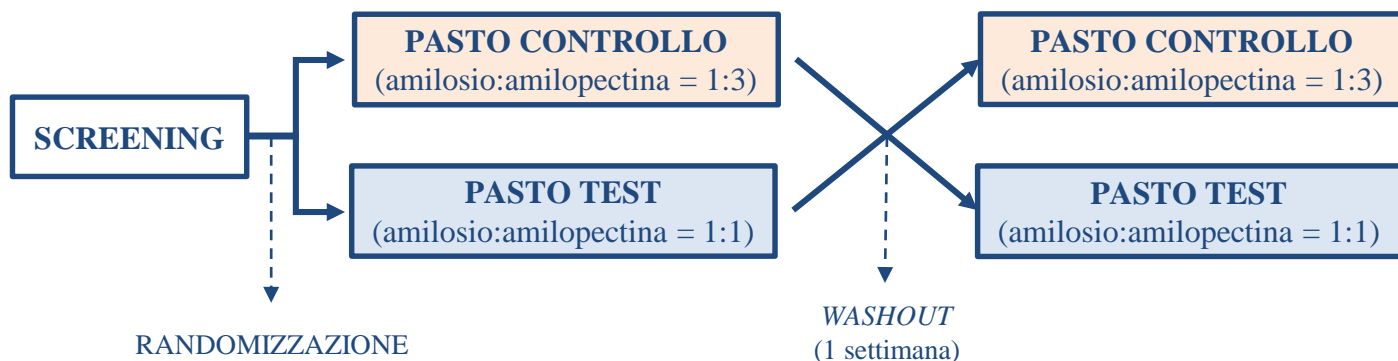 SCREENING
PASTO CONTROLLO
(amilosio:amilopectina = 1:3)
PASTO TEST
(amilosio:amilopectina = 1:1)
PASTO CONTROLLO
(amilosio:amilopectina = 1:3)
PASTO TEST
(amilosio:amilopectina = 1:1)
RANDOMIZZAZIONE
WASHOUT
(1 settimana)